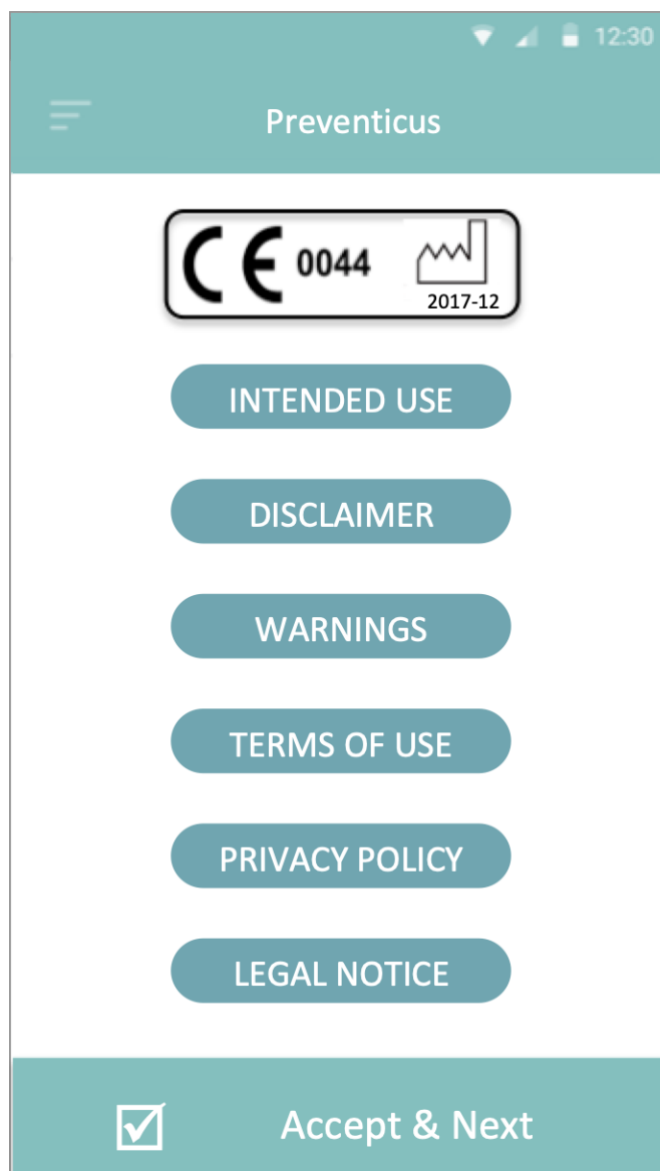 12:30
Preventicus
CE 0044
2017-12
INTENDED USE
DISCLAIMER
WARNINGS
TERMS OF USE
PRIVACY POLICY
LEGAL NOTICE
Accept & Next